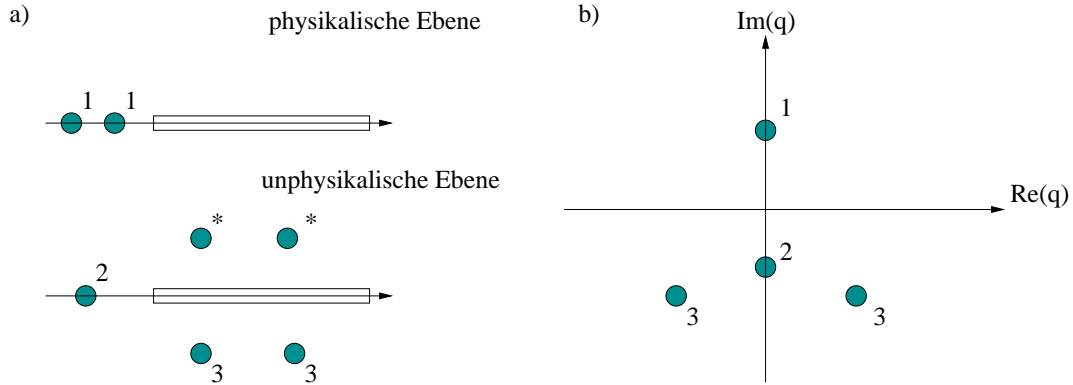 a)
physikalische Ebene
1 1
unphysikalische Ebene
* *
2
3 3
b)
Im(q)
1
Re(q)
2
3 3